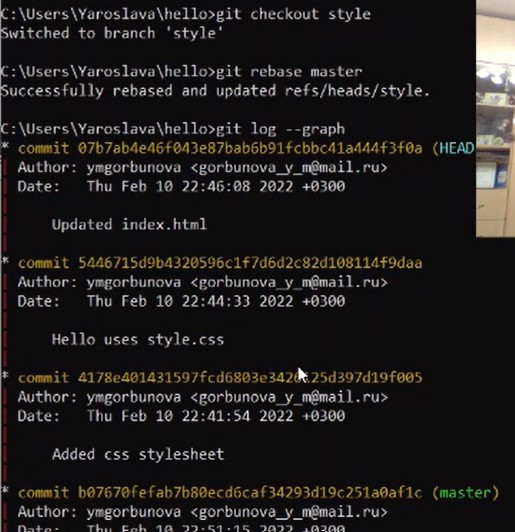 C:\Users\Yaroslava\hello>git checkout style
Switched to branch 'style'
C:\Users\Yaroslava\hello>git rebase master
Successfully rebased and updated refs/heads/style.
C:\Users\Yaroslava\hello>git log --graph
* commit 07b7ab4e46f043e87bab6b91fcbbc41a444f3f0a (HEAD
| Author: ymgorbunova <gorbunova_y_m@mail.ru>
| Date: Thu Feb 10 22:46:08 2022 +0300
|
| Updated index.html
|
* commit 5446715d9b4320596c1f7d6d2c82d108114f9daa
| Author: ymgorbunova <gorbunova_y_m@mail.ru>
| Date: Thu Feb 10 22:44:33 2022 +0300
|
| Hello uses style.css
|
* commit
| Author: ymgorbunova <gorbunova_y_m@mail.ru>
| Date: Thu Feb 10 22:41:54 2022 +0300
|
| Added css stylesheet
|
* commit b07670fefab7b80ecd6caf34293d19c251a0af1c (master)
| Author: ymgorbunova <gorbunova_y_m@mail.ru>
| Date: Thu Feb 10 22:51:15 2022 +0300